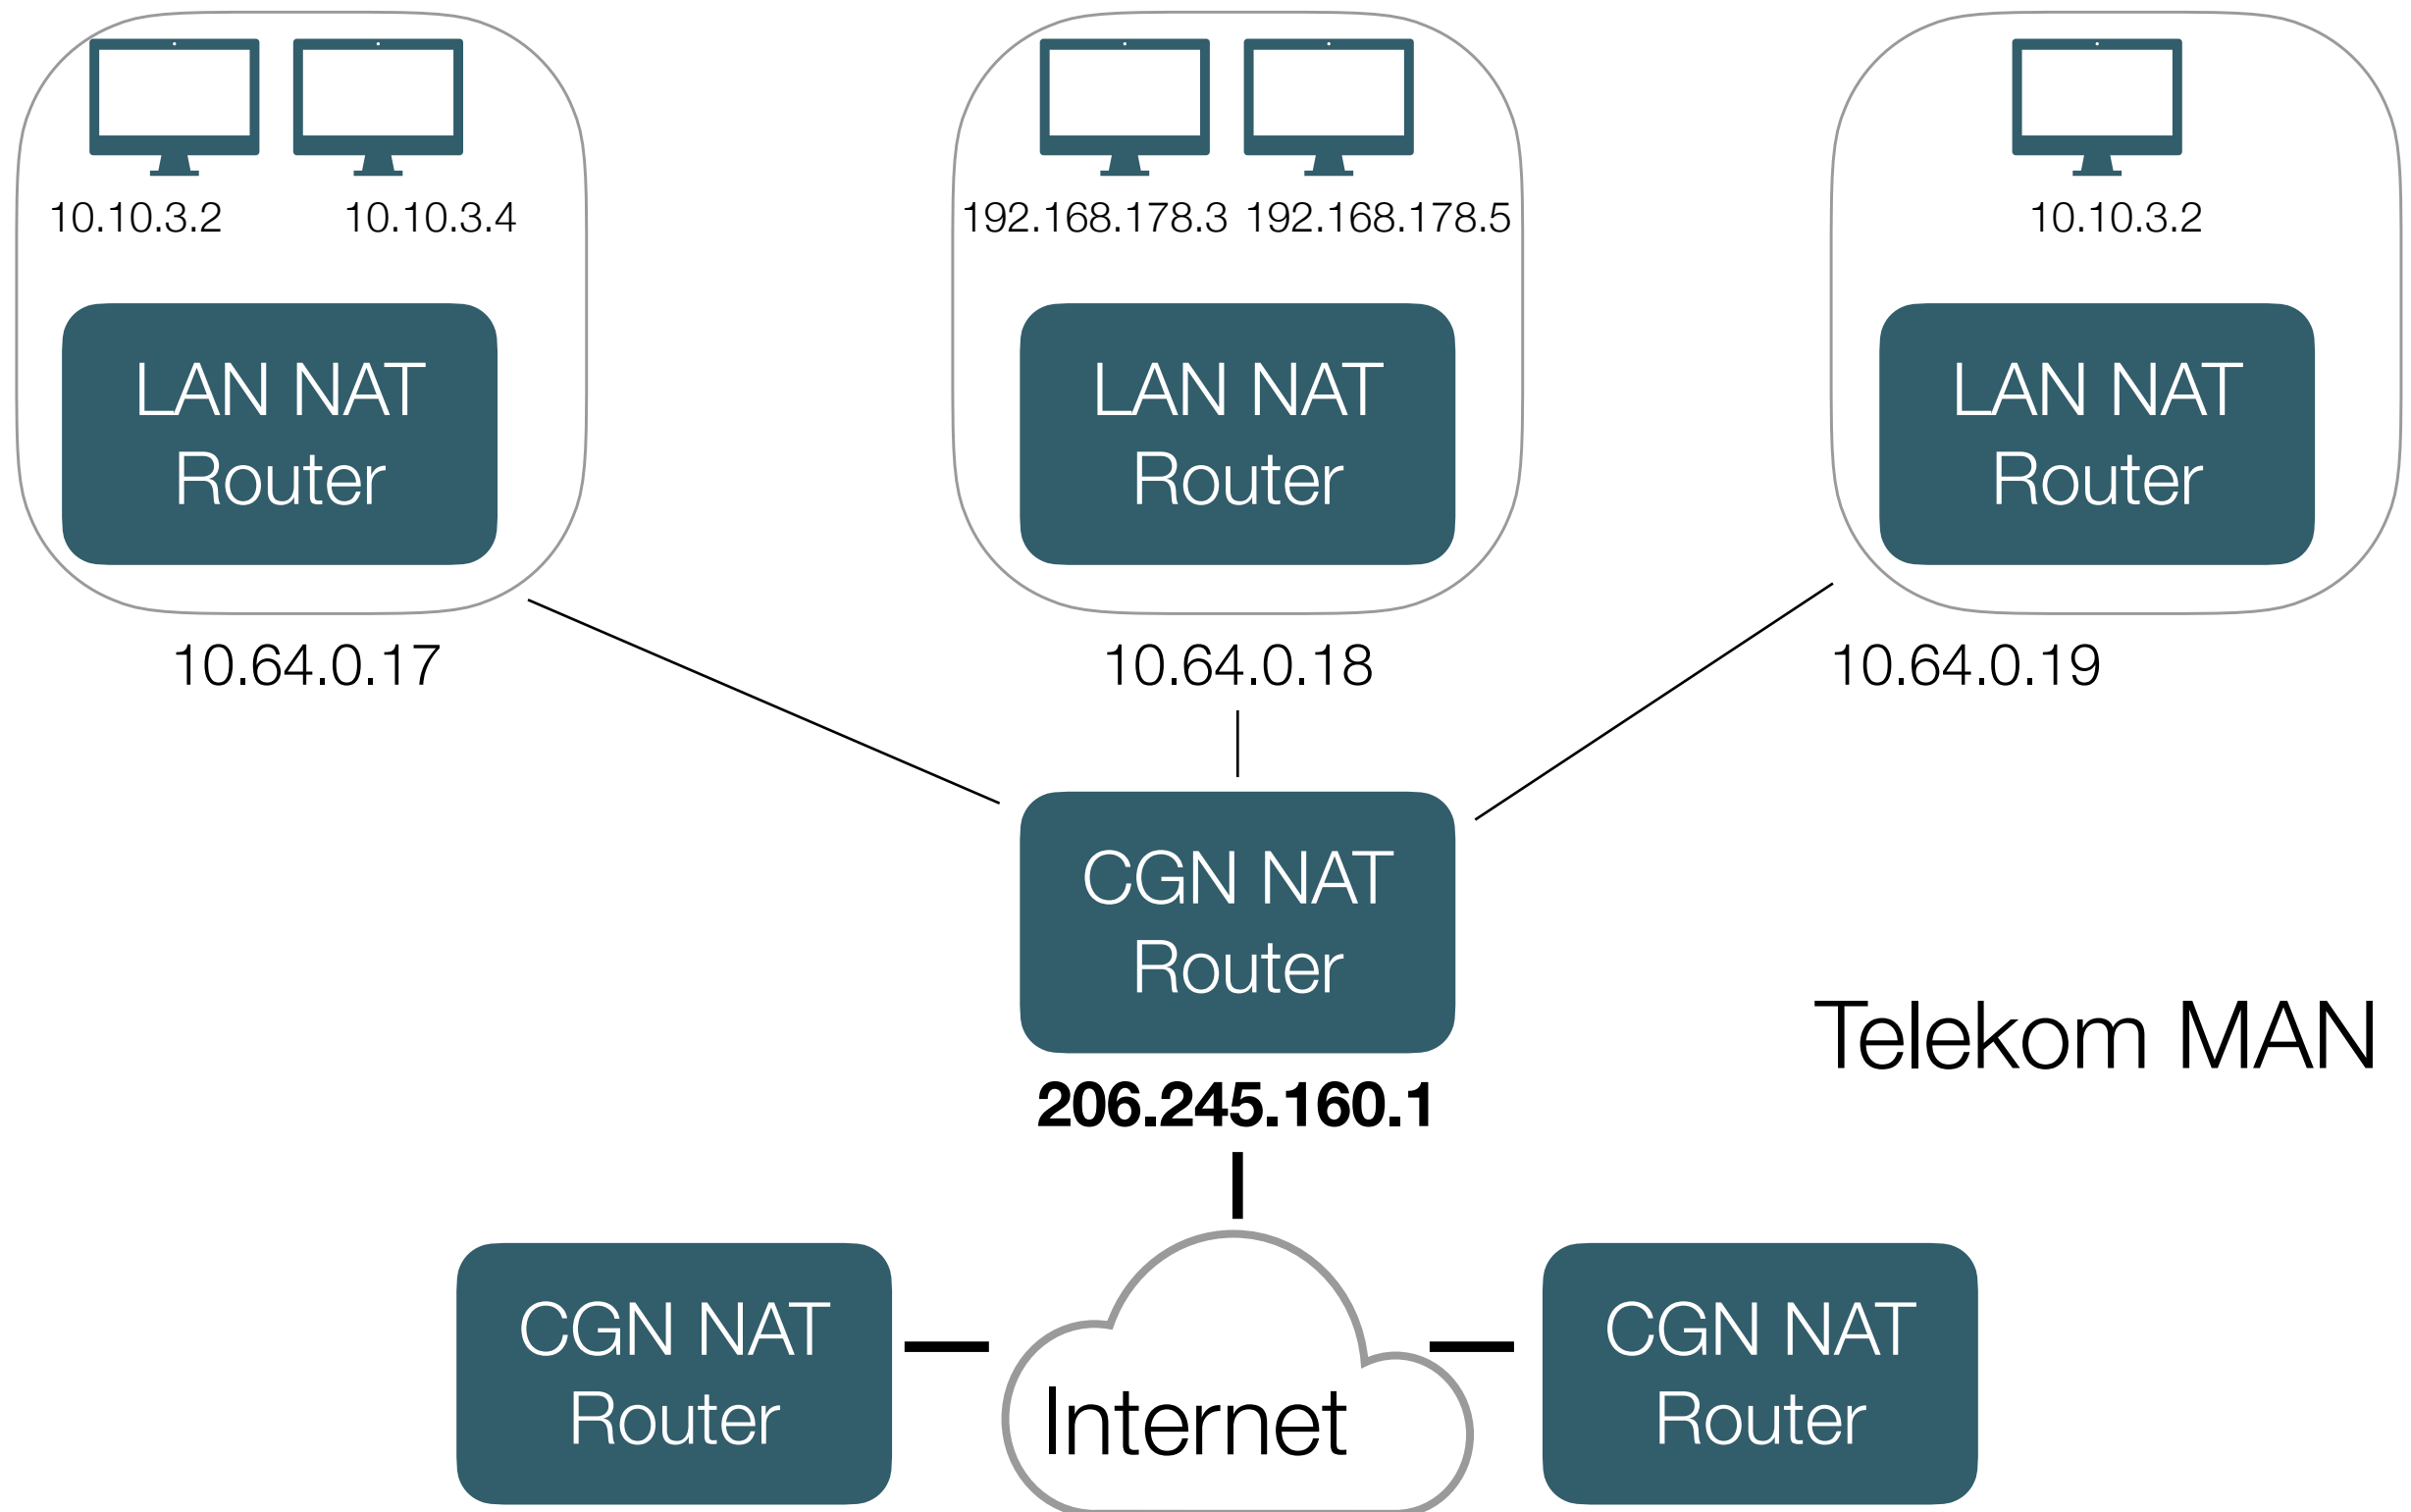 10.10.3.2
10.10.3.4
192.168.178.3
192.168.178.5
10.10.3.2
LAN NAT
Router
LAN NAT
Router
LAN NAT
Router
10.64.0.17
10.64.0.18
10.64.0.19
CGN NAT
Router
Telekom MAN
206.245.160.1
CGN NAT
Router
Internet
CGN NAT
Router